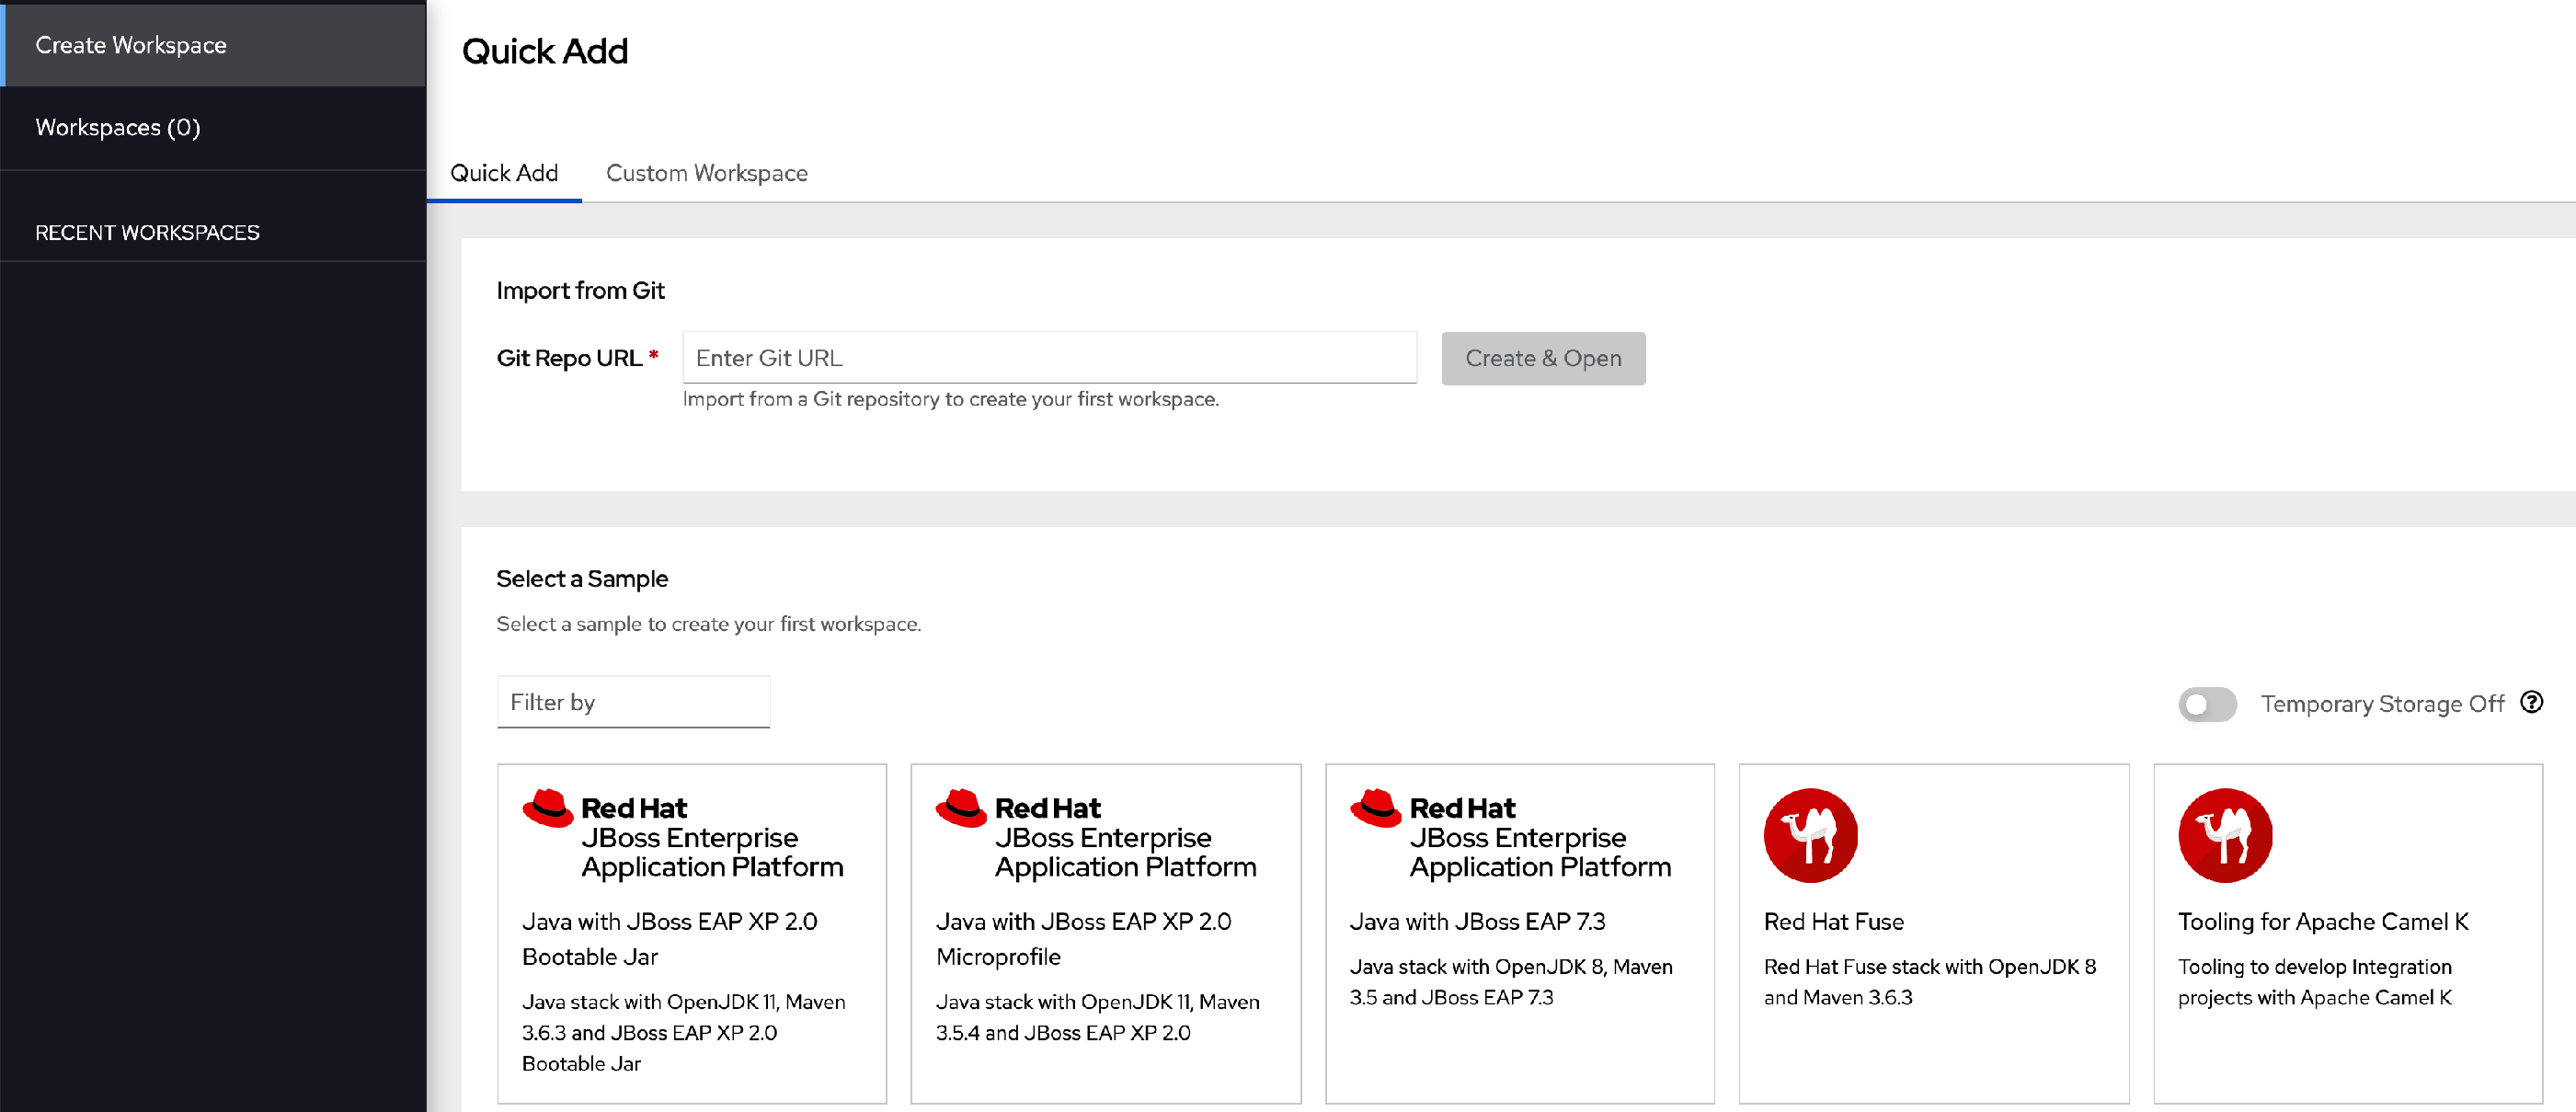 Create Workspace
Workspaces (0)
RECENT WORKSPACES
Quick Add
Quick Add
Custom Workspace
Import from Git
Git Repo URL *
Enter Git URL
Create & Open
Import from a Git repository to create your first workspace.
Select a Sample
Select a sample to create your first workspace.
Filter by
Temporary Storage Off
Red Hat
JBoss Enterprise
Application Platform
Java with JBoss EAP XP 2.0
Bootable Jar
Java stack with OpenJDK 11, Maven
3.6.3 and JBoss EAP XP 2.0
Bootable Jar
Red Hat
JBoss Enterprise
Application Platform
Java with JBoss EAP XP 2.0
Microprofile
Java stack with OpenJDK 11, Maven
3.5.4 and JBoss EAP XP 2.0
Red Hat
JBoss Enterprise
Application Platform
Java with JBoss EAP 7.3
Java stack with OpenJDK 8, Maven
3.5 and JBoss EAP 7.3
Red Hat Fuse
Red Hat Fuse stack with OpenJDK 8
and Maven 3.6.3
Tooling for Apache Camel K
Tooling to develop Integration
projects with Apache Camel K